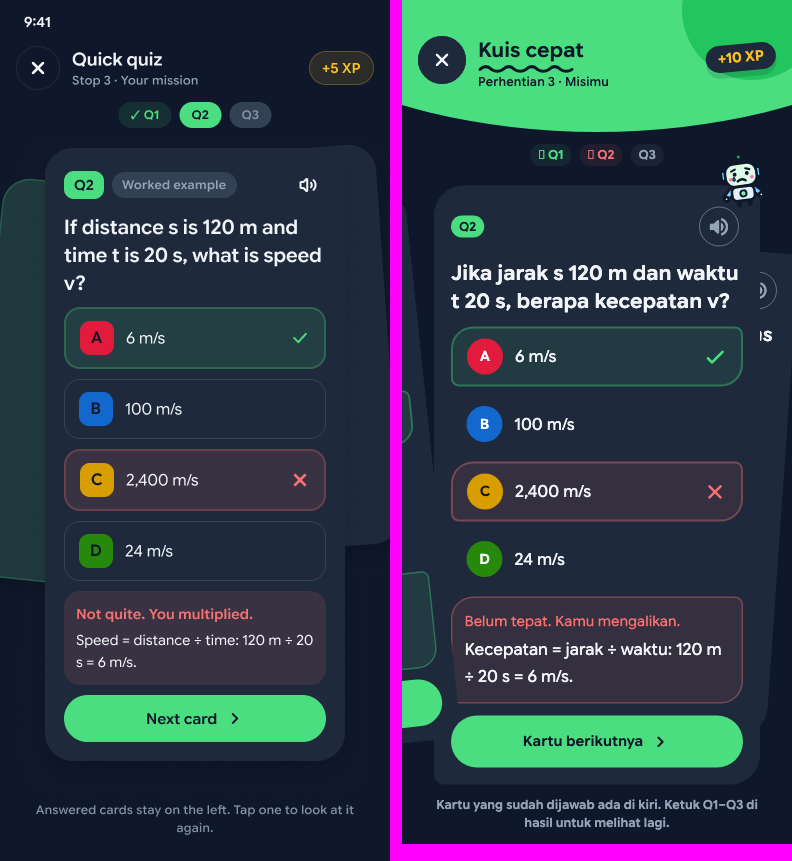 9:41
Quick quiz
Stop 3 · Your mission
+5 XP
✓ Q1
Q2
Q3
Q2
Worked example
If distance s is 120 m and
time t is 20 s, what is speed
v?
A
6 m/s
B
100 m/s
C
2,400 m/s
D
24 m/s
Not quite. You multiplied.
Speed = distance ÷ time: 120 m ÷ 20
s = 6 m/s.
Next card
Answered cards stay on the left. Tap one to look at it
again.
Kuis cepat
Perhentian 3 · Misimu
+10 XP
Q1
Q2
Q3
Q2
Jika jarak s 120 m dan waktu
t 20 s, berapa kecepatan v?
A
6 m/s
B
100 m/s
C
2,400 m/s
D
24 m/s
Belum tepat. Kamu mengalikan.
Kecepatan = jarak ÷ waktu: 120 m
÷ 20 s = 6 m/s.
Kartu berikutnya
Kartu yang sudah dijawab ada di kiri. Ketuk Q1–Q3 di
hasil untuk melihat lagi.